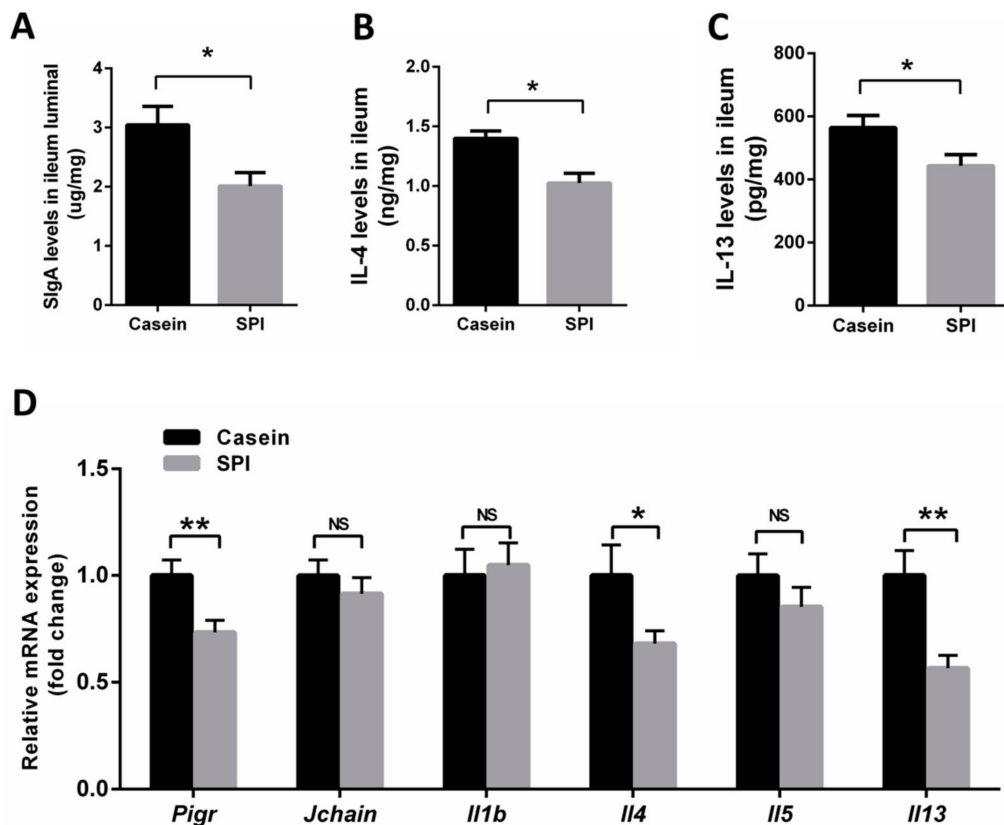 A
SIgA levels in ileum luminal
(ug/mg)
4
3
2
1
0
*
Casein SPI
B
IL-4 levels in ileum
(ng/mg)
2.0
1.5
1.0
0.5
0.0
*
Casein SPI
C
IL-13 levels in ileum
(pg/mg)
800
600
400
200
0
*
Casein SPI
D
Casein
SPI
Relative mRNA expression
(fold change)
1.5
1.0
0.5
0.0
** NS NS * NS **
Pigr Jchain Il1b Il4 Il5 Il13